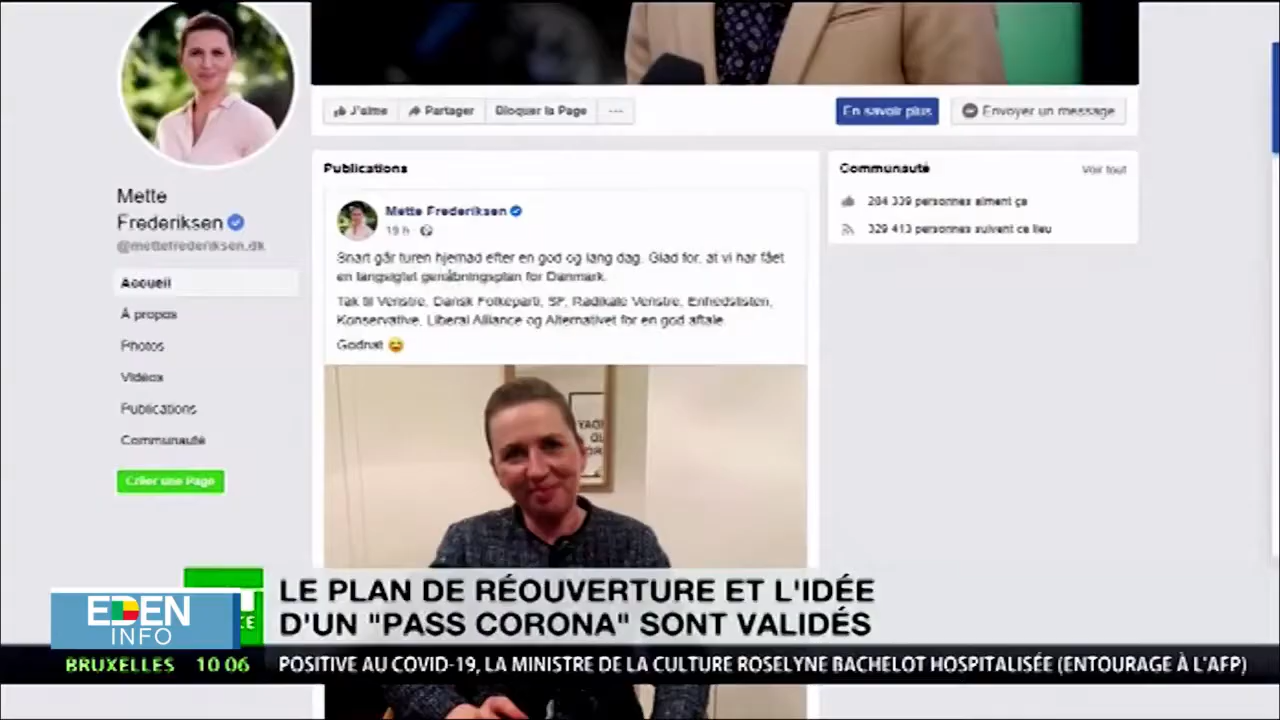 J'aime
Partager
Bloquer la Page
...
En savoir plus
Envoyer un message
Mette
Frederiksen
@mettefrederiksen.dk
Accueil
À propos
Photos
Vidéos
Publications
Communauté
Créer une Page
Publications
Mette Frederiksen
19 h
Snart går turen hjemad efter en god og lang dag. Glad for, at vi har fået
en langsigtet genåbningsplan for Danmark.
Tak til Venstre, Dansk Folkeparti, SF, Radikale Venstre, Enhedslisten,
Konservative, Liberal Alliance og Alternativet for en god aftale.
Godnat 😄
Communauté
Voir tout
284 339 personnes aiment ça
329 413 personnes suivent ce lieu
LE PLAN DE RÉOUVERTURE ET L'IDÉE
D'UN "PASS CORONA" SONT VALIDÉS
EDEN
INFO
BRUXELLES 10:06
POSITIVE AU COVID-19, LA MINISTRE DE LA CULTURE ROSELYNE BACHELOT HOSPITALISÉE (ENTOURAGE À L'AFP)